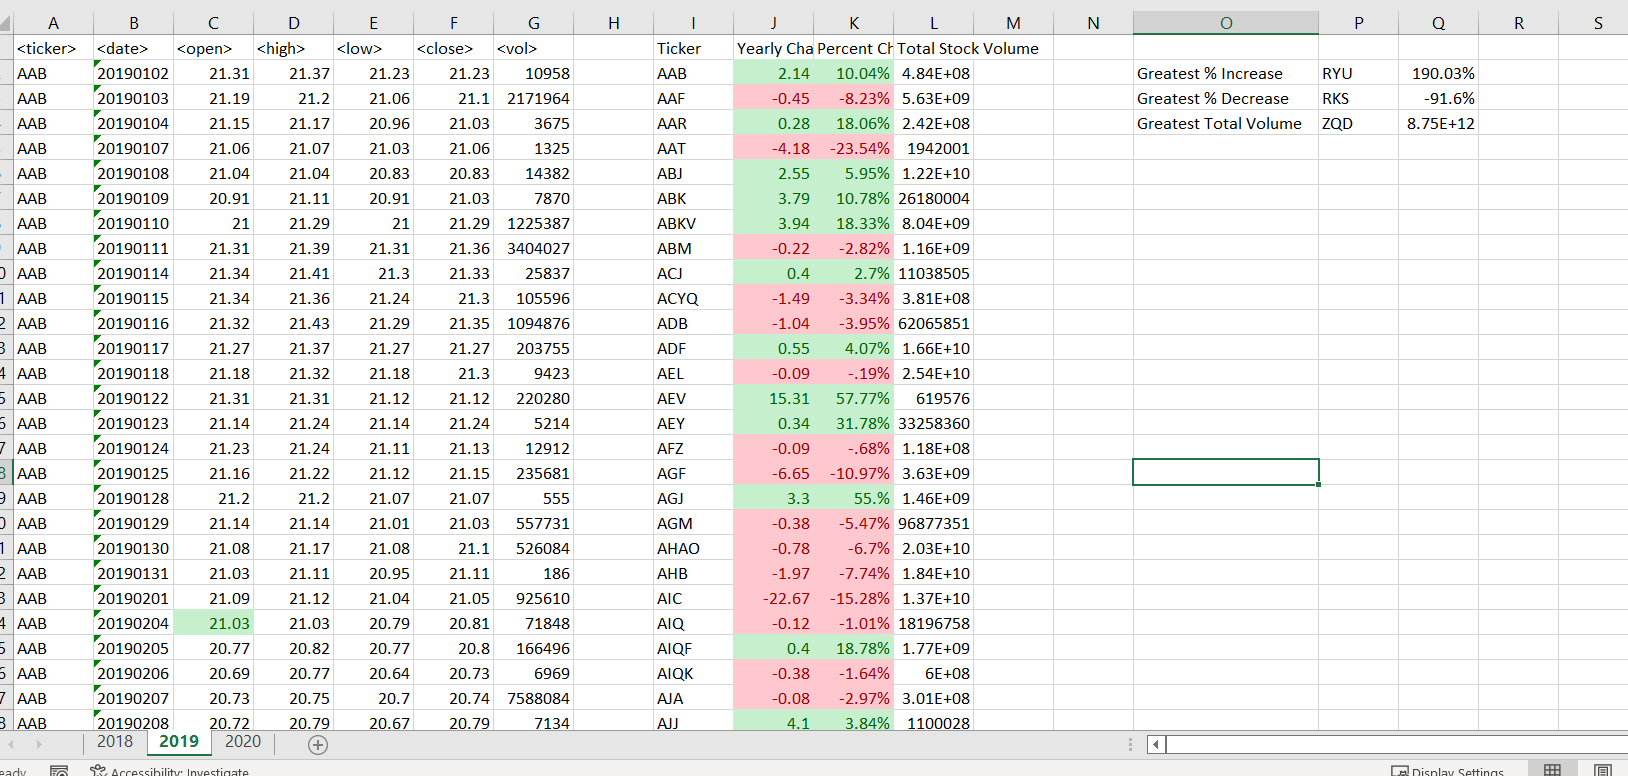 A B C D E F G H I J K L M N O P Q R S
<ticker> <date> <open> <high> <low> <close> <vol> Ticker Yearly Cha Percent Ch Total Stock Volume
AAB 20190102 21.31 21.37 21.23 21.23 10958 AAB 2.14 10.04% 4.84E+08 Greatest % Increase RYU 190.03%
AAB 20190103 21.19 21.2 21.06 21.1 2171964 AAF -0.45 -8.23% 5.63E+09 Greatest % Decrease RKS -91.6%
AAB 20190104 21.15 21.17 20.96 21.03 3675 AAR 0.28 18.06% 2.42E+08 Greatest Total Volume ZQD 8.75E+12
AAB 20190107 21.06 21.07 21.03 21.06 1325 AAT -4.18 -23.54% 1942001
AAB 20190108 21.04 21.04 20.83 20.83 14382 ABJ 2.55 5.95% 1.22E+10
AAB 20190109 20.91 21.11 20.91 21.03 7870 ABK 3.79 10.78% 26180004
AAB 20190110 21 21.29 21 21.29 1225387 ABKV 3.94 18.33% 8.04E+09
AAB 20190111 21.31 21.39 21.31 21.36 3404027 ABM -0.22 -2.82% 1.16E+09
0 AAB 20190114 21.34 21.41 21.3 21.33 25837 ACJ 0.4 2.7% 11038505
1 AAB 20190115 21.34 21.36 21.24 21.3 105596 ACYQ -1.49 -3.34% 3.81E+08
2 AAB 20190116 21.32 21.43 21.29 21.35 1094876 ADB -1.04 -3.95% 62065851
3 AAB 20190117 21.27 21.37 21.27 21.27 203755 ADF 0.55 4.07% 1.66E+10
4 AAB 20190118 21.18 21.32 21.18 21.3 9423 AEL -0.09 -.19% 2.54E+10
5 AAB 20190122 21.31 21.31 21.12 21.12 220280 AEV 15.31 57.77% 619576
6 AAB 20190123 21.14 21.24 21.14 21.24 5214 AEY 0.34 31.78% 33258360
7 AAB 20190124 21.23 21.24 21.11 21.13 12912 AFZ -0.09 -.68% 1.18E+08
8 AAB 20190125 21.16 21.22 21.12 21.15 235681 AGF -6.65 -10.97% 3.63E+09
9 AAB 20190128 21.2 21.2 21.07 21.07 555 AGJ 3.3 55.% 1.46E+09
0 AAB 20190129 21.14 21.14 21.01 21.03 557731 AGM -0.38 -5.47% 96877351
1 AAB 20190130 21.08 21.17 21.08 21.1 526084 AHAO -0.78 -6.7% 2.03E+10
2 AAB 20190131 21.03 21.11 20.95 21.11 186 AHB -1.97 -7.74% 1.84E+10
3 AAB 20190201 21.09 21.12 21.04 21.05 925610 AIC -22.67 -15.28% 1.37E+10
4 AAB 20190204 21.03 21.03 20.79 20.81 71848 AIQ -0.12 -1.01% 18196758
5 AAB 20190205 20.77 20.82 20.77 20.8 166496 AIQF 0.4 18.78% 1.77E+09
6 AAB 20190206 20.69 20.77 20.64 20.73 6969 AIQK -0.38 -1.64% 6E+08
7 AAB 20190207 20.73 20.75 20.7 20.74 7588084 AJA -0.08 -2.97% 3.01E+08
8 AAB 20190208 20.72 20.79 20.67 20.79 7134 AJJ 4.1 3.84% 1100028
2018 2019 2020
eady Accessibility: Investigate Display Settings